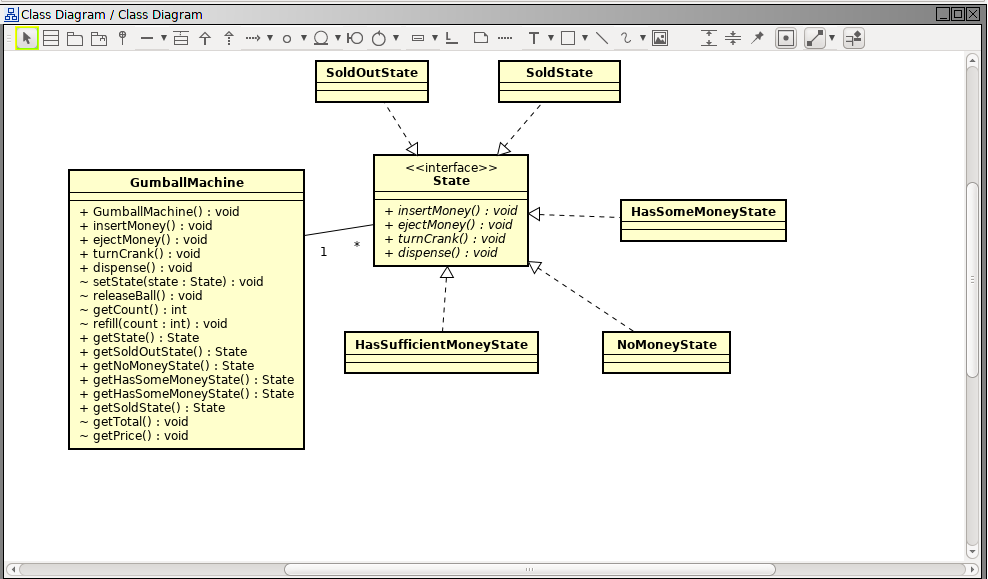 Class Diagram / Class Diagram
SoldOutState
SoldState
<<interface>>
State
+ insertMoney() : void
+ ejectMoney() : void
+ turnCrank() : void
+ dispense() : void
GumballMachine
+ GumballMachine() : void
+ insertMoney() : void
+ ejectMoney() : void
+ turnCrank() : void
+ dispense() : void
~ setState(state : State) : void
~ releaseBall() : void
~ getCount() : int
~ refill(count : int) : void
+ getState() : State
+ getSoldOutState() : State
+ getNoMoneyState() : State
+ getHasSomeMoneyState() : State
+ getHasSomeMoneyState() : State
+ getSoldState() : State
~ getTotal() : void
~ getPrice() : void
1
*
HasSomeMoneyState
HasSufficientMoneyState
NoMoneyState